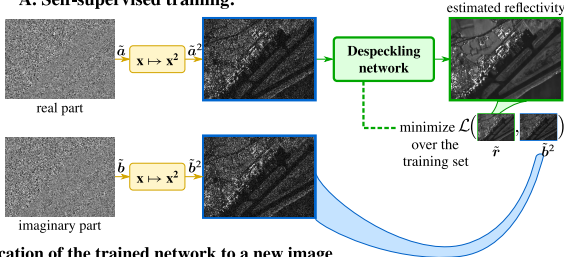 A. Self-supervised training:
estimated reflectivity
ã x ↦ x² ã²
Despeckling
network
real part
minimize ℒ( , )
over the
training set
r̃ b̃²
b̃ x ↦ x² b̃²
imaginary part
cation of the trained network to a new image